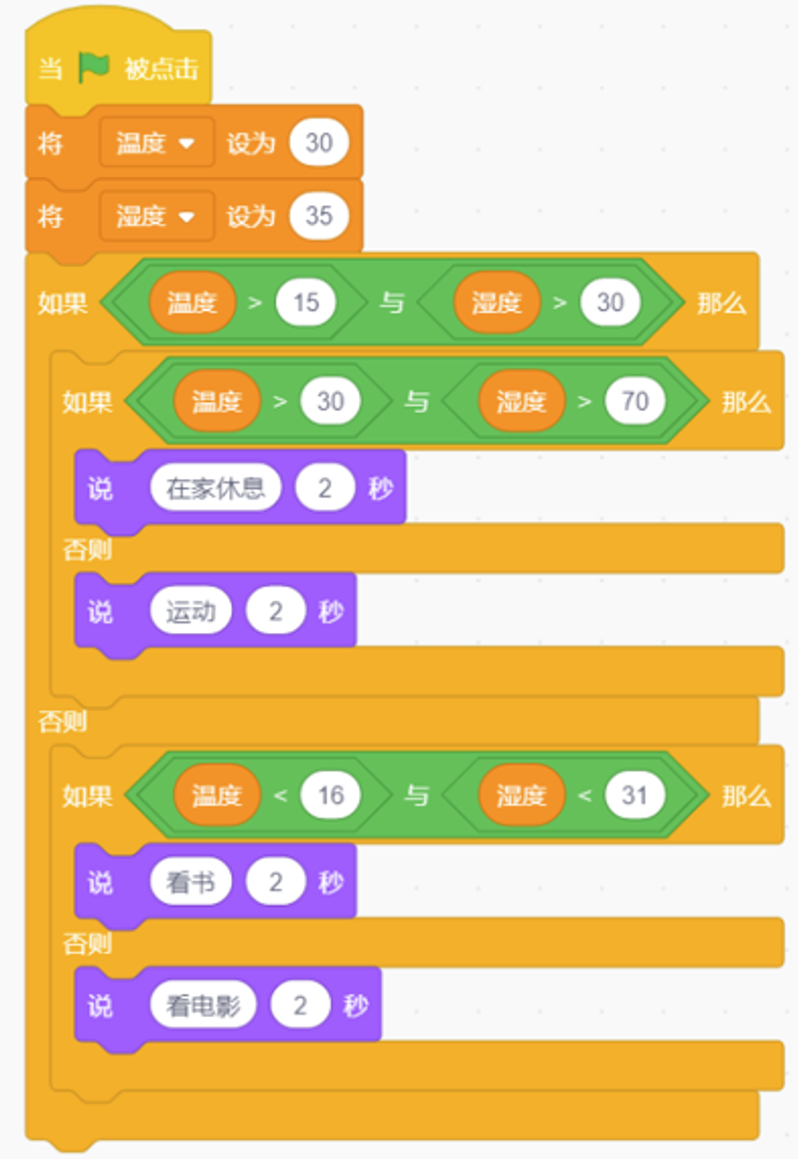 当 被点击
将 温度 设为 30
将 湿度 设为 35
如果 温度 > 15 与 湿度 > 30 那么
如果 温度 > 30 与 湿度 > 70 那么
说 在家休息 2 秒
否则
说 运动 2 秒
否则
如果 温度 < 16 与 湿度 < 31 那么
说 看书 2 秒
否则
说 看电影 2 秒